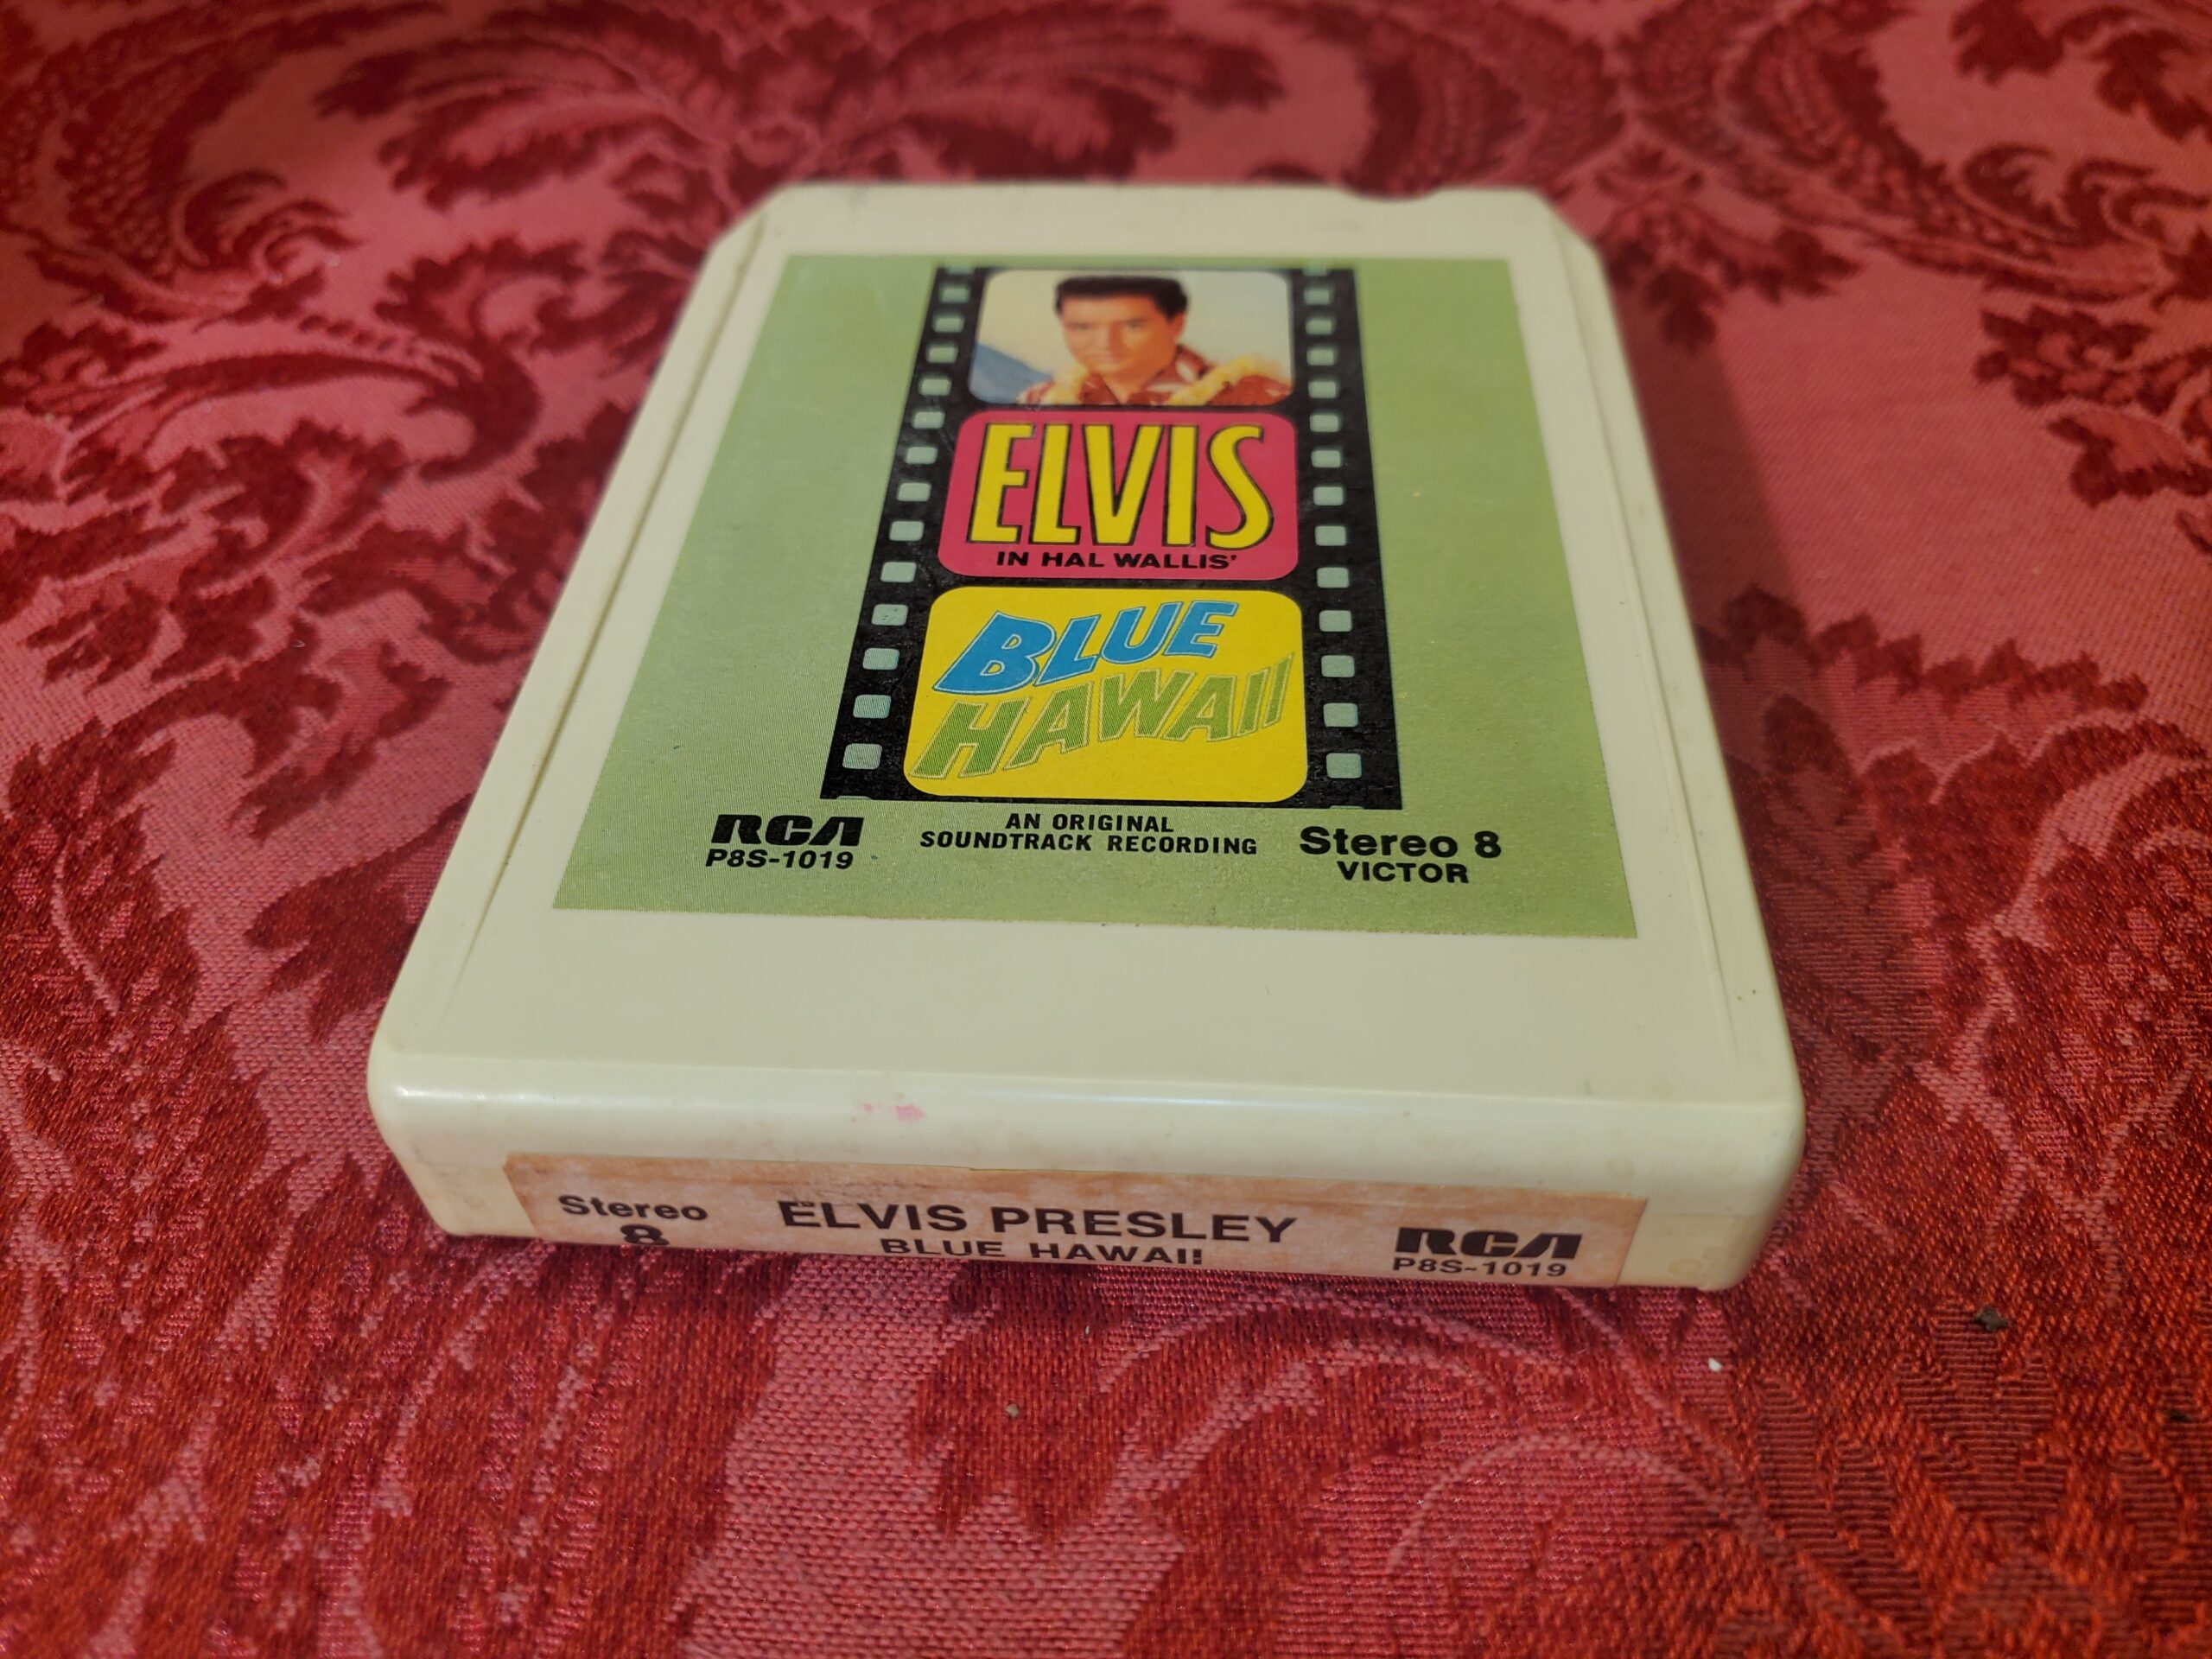 ELVIS
IN HAL WALLIS'
BLUE
HAWAII
RCA
P8S-1019
AN ORIGINAL
SOUNDTRACK RECORDING
Stereo 8
VICTOR
Stereo
8
ELVIS PRESLEY
BLUE HAWAII
RCA
P8S-1019